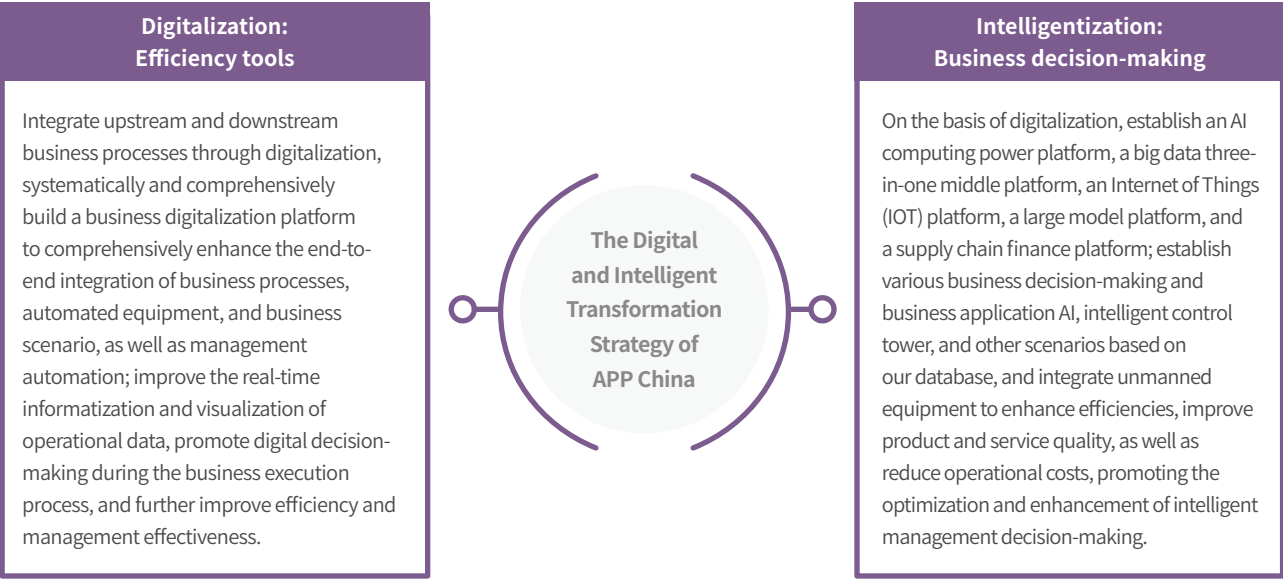 Digitalization:
Efficiency tools
Integrate upstream and downstream
business processes through digitalization,
systematically and comprehensively
build a business digitalization platform
to comprehensively enhance the end-to-
end integration of business processes,
automated equipment, and business
scenario, as well as management
automation; improve the real-time
informatization and visualization of
operational data, promote digital decision-
making during the business execution
process, and further improve efficiency and
management effectiveness.
The Digital
and Intelligent
Transformation
Strategy of
APP China
Intelligentization:
Business decision-making
On the basis of digitalization, establish an AI
computing power platform, a big data three-
in-one middle platform, an Internet of Things
(IOT) platform, a large model platform, and
a supply chain finance platform; establish
various business decision-making and
business application AI, intelligent control
tower, and other scenarios based on
our database, and integrate unmanned
equipment to enhance efficiencies, improve
product and service quality, as well as
reduce operational costs, promoting the
optimization and enhancement of intelligent
management decision-making.